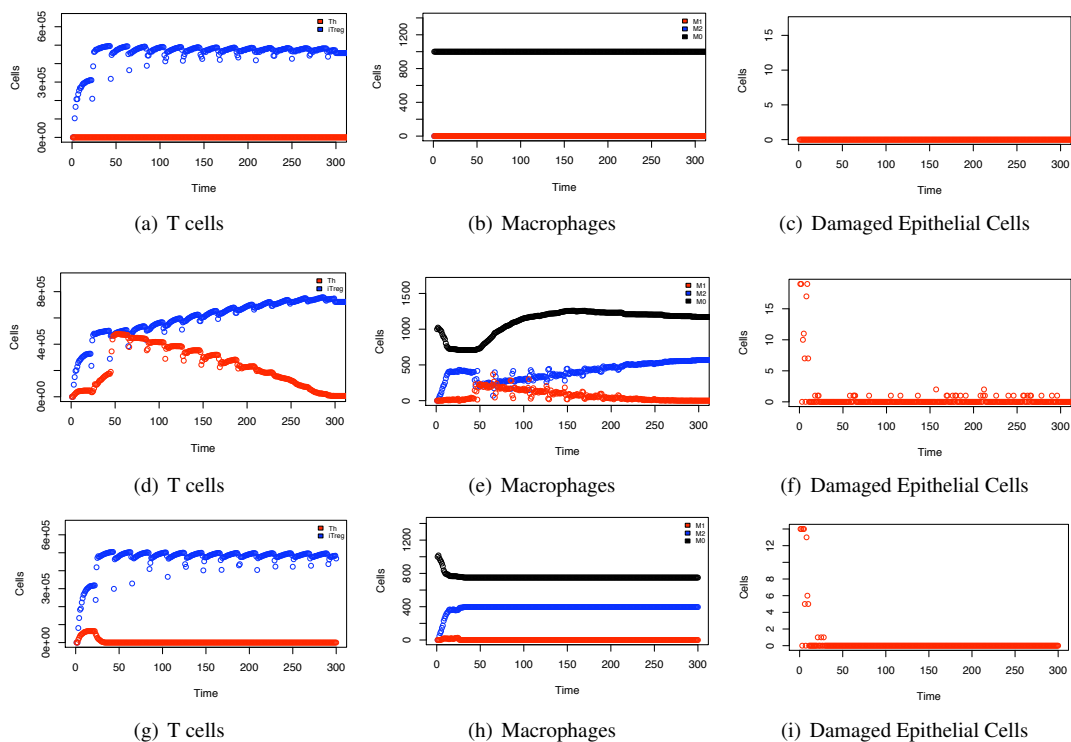 Cells
0e+00 3e+05 6e+05
Th
iTreg
0 50 100 150 200 250 300
Time
(a) T cells
Cells
0 400 800 1200
M1
M2
M0
0 50 100 150 200 250 300
Time
(b) Macrophages
Cells
0 5 10 15
0 50 100 150 200 250 300
Time
(c) Damaged Epithelial Cells
Cells
0e+00 4e+05 8e+05
Th
iTreg
0 50 100 150 200 250 300
Time
(d) T cells
Cells
0 500 1000 1500
M1
M2
M0
0 50 100 150 200 250 300
Time
(e) Macrophages
Cells
0 5 10 15
0 50 100 150 200 250 300
Time
(f) Damaged Epithelial Cells
Cells
0e+00 3e+05 6e+05
Th
iTreg
0 50 100 150 200 250 300
Time
(g) T cells
Cells
0 400 800 1200
M1
M2
M0
0 50 100 150 200 250 300
Time
(h) Macrophages
Cells
0 2 4 6 8 12
0 50 100 150 200 250 300
Time
(i) Damaged Epithelial Cells